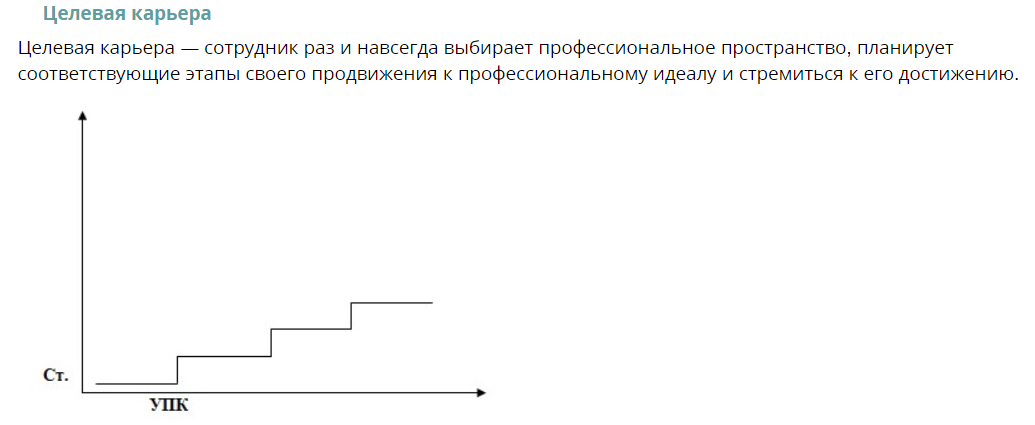 Целевая карьера
Целевая карьера — сотрудник раз и навсегда выбирает профессиональное пространство, планирует
соответствующие этапы своего продвижения к профессиональному идеалу и стремиться к его достижению.
Ст.
УПК